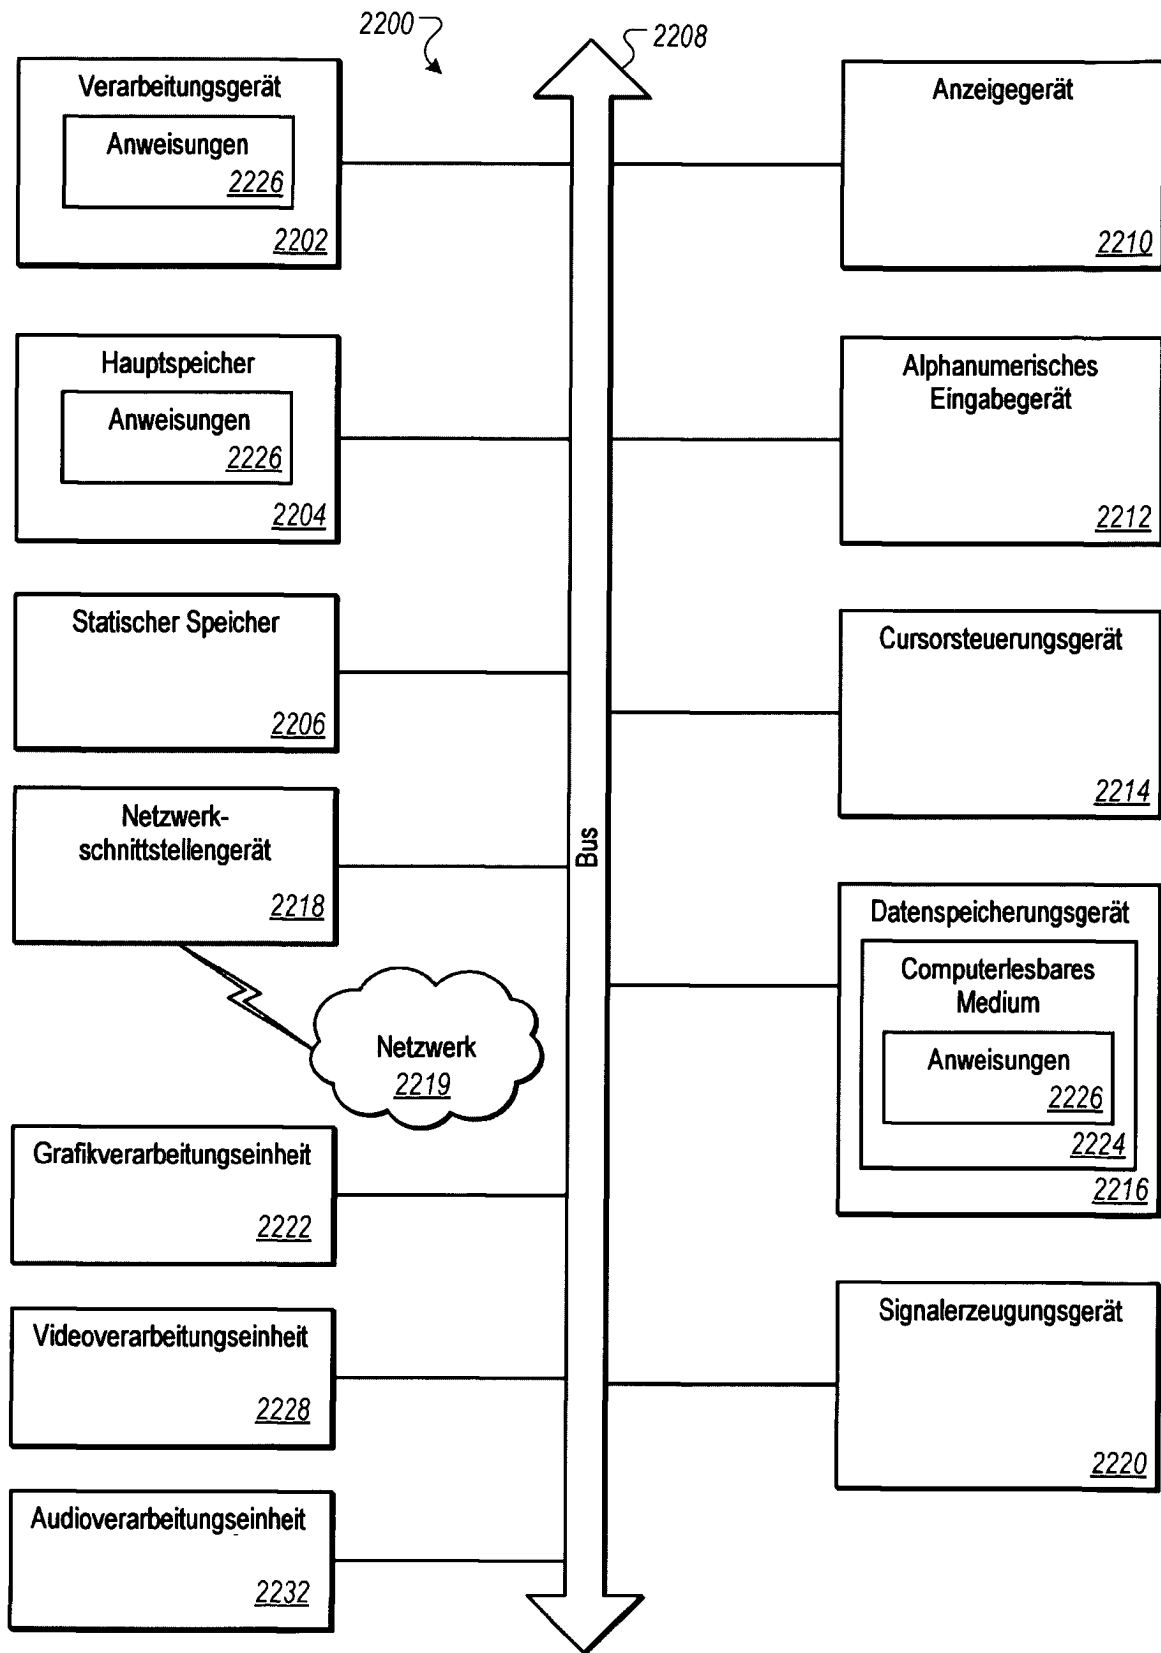 2200
2208
Verarbeitungsgerät
Anweisungen
2226
2202
Hauptspeicher
Anweisungen
2226
2204
Statischer Speicher
2206
Netzwerk-
schnittstellengerät
2218
Netzwerk
2219
Grafikverarbeitungseinheit
2222
Videoverarbeitungseinheit
2228
Audioverarbeitungseinheit
2232
Bus
Anzeigegerät
2210
Alphanumerisches
Eingabegerät
2212
Cursorsteuerungsgerät
2214
Datenspeicherungsgerät
Computerlesbares
Medium
Anweisungen
2226
2224
2216
Signalerzeugungsgerät
2220